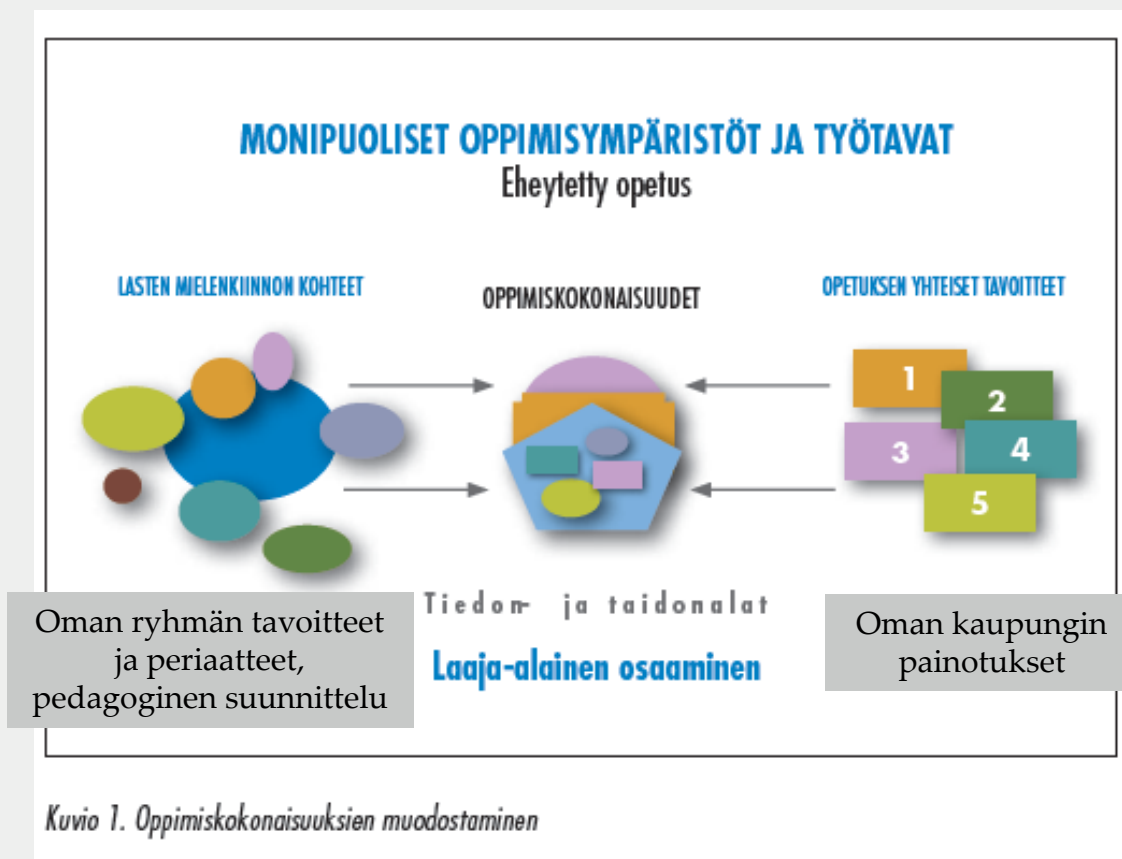 MONIPUOLISET OPPIMISYMPÄRISTÖT JA TYÖTAVAT
Eheytetty opetus
LASTEN MIELENKIINNON KOHTEET
OPPIMISKOKONAISUUDET
OPETUKSEN YHTEISET TAVOITTEET
1
2
3
4
5
Tiedon- ja taidonalat
Laaja-alainen osaaminen
Oman ryhmän tavoitteet
ja periaatteet,
pedagoginen suunnittelu
Oman kaupungin
painotukset
Kuvio 1. Oppimiskokonaisuuksien muodostaminen